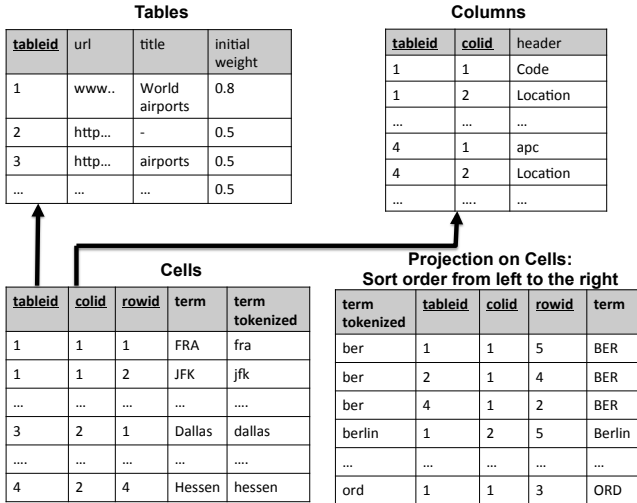 Tables
tableid url title initial weight
1 www.. World airports 0.8
2 http... - 0.5
3 http... airports 0.5
... ... ... 0.5
Columns
tableid colid header
1 1 Code
1 2 Location
... ... ...
4 1 apc
4 2 Location
... .... ...
Cells
tableid colid rowid term term tokenized
1 1 1 FRA fra
1 1 2 JFK jfk
... ... ... ... ....
3 2 1 Dallas dallas
.... ... ... ... ...
4 2 4 Hessen hessen
Projection on Cells:
Sort order from left to the right
term tokenized tableid colid rowid term
ber 1 1 5 BER
ber 2 1 4 BER
ber 4 1 2 BER
berlin 1 2 5 Berlin
... ... ... ... ...
ord 1 1 3 ORD